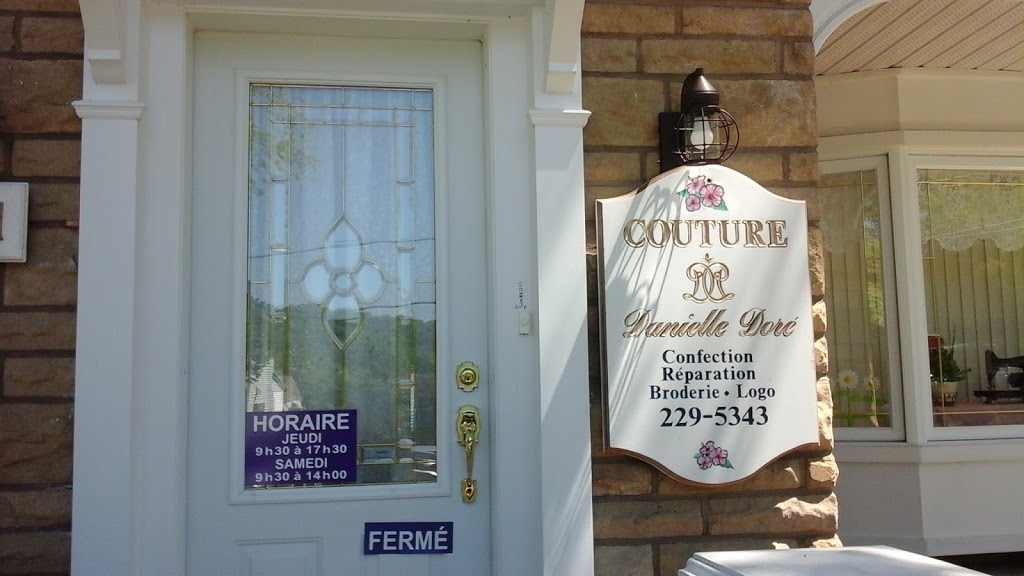 HORAIRE
JEUDI
9h30 à 17h30
SAMEDI
9h30 à 14h00
FERMÉ
COUTURE
Danielle Doré
Confection
Réparation
Broderie • Logo
229-5343